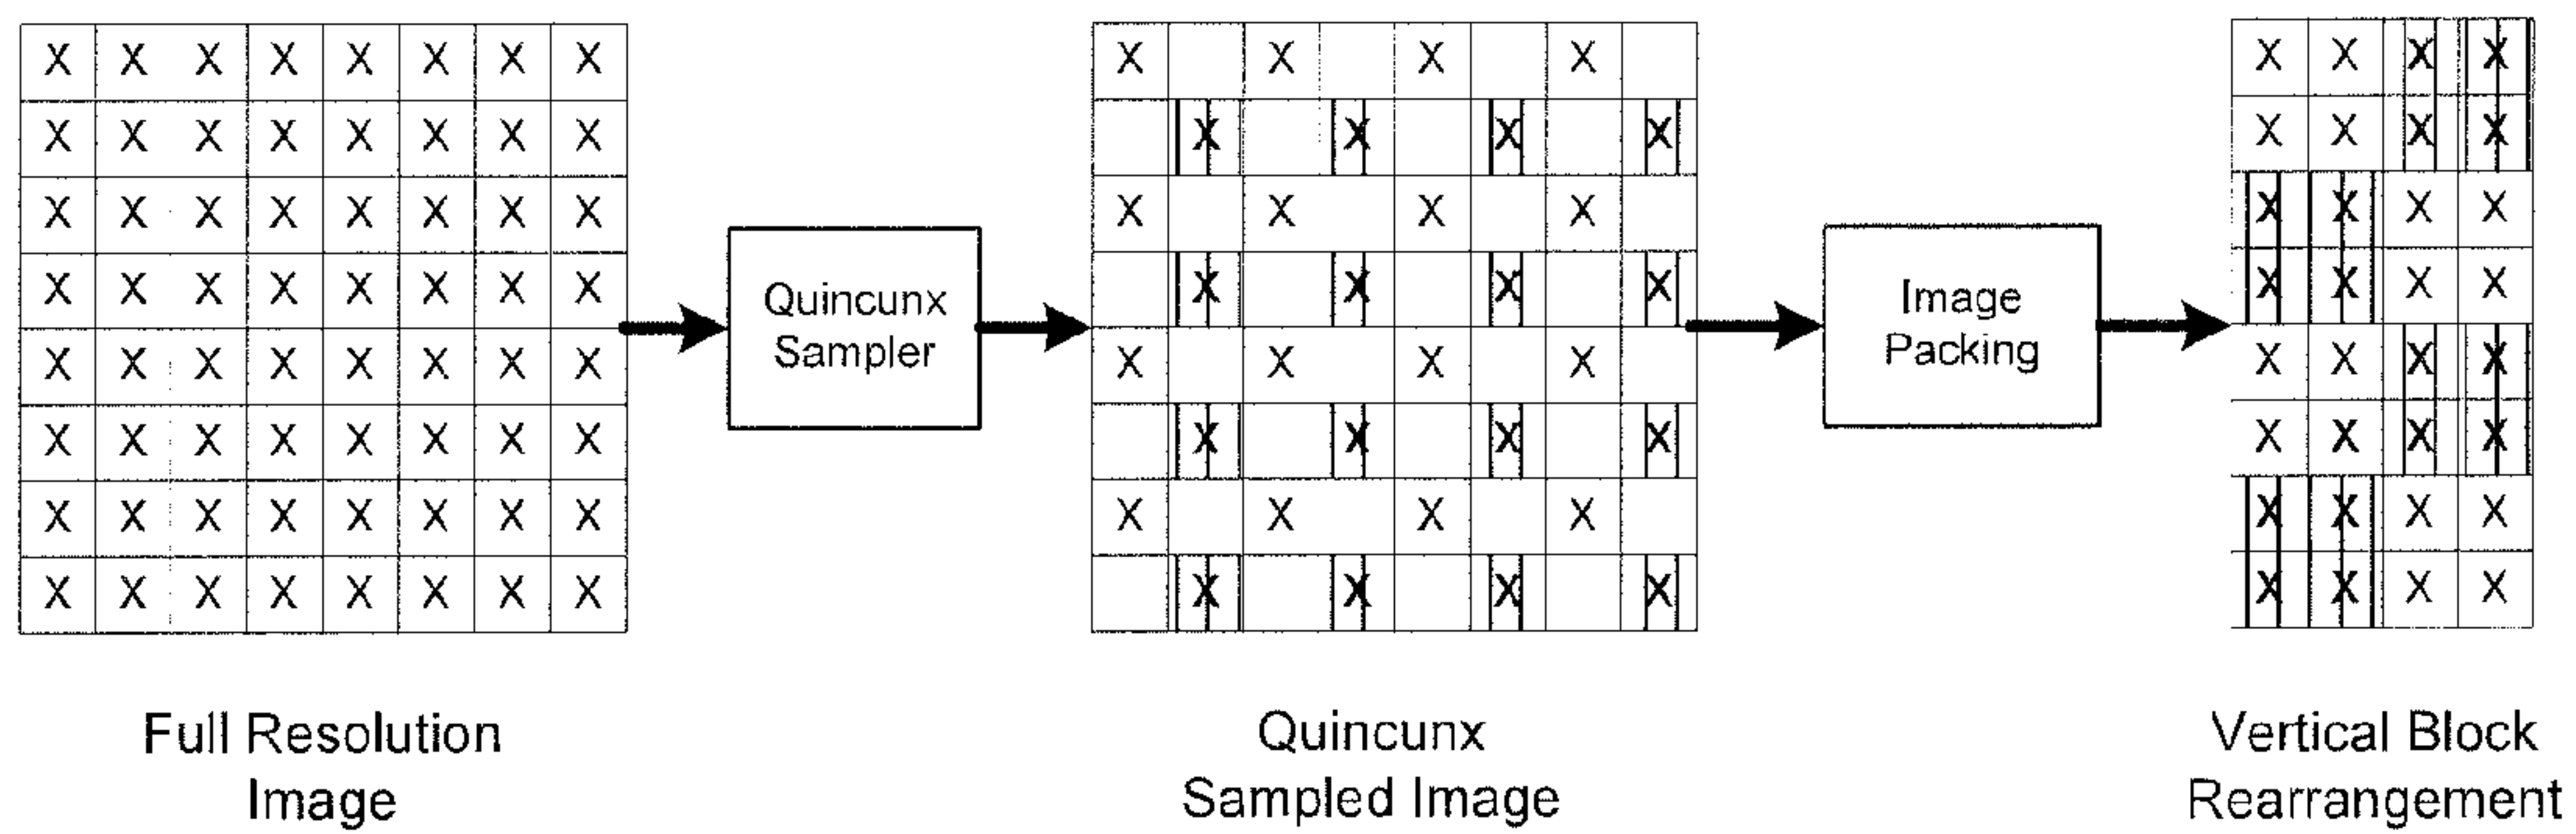 X X X X X X X X
X X X X X X X X
X X X X X X X X
X X X X X X X X
X X X X X X X X
X X X X X X X X
X X X X X X X X
X X X X X X X X
Full Resolution
Image
Quincunx
Sampler
X X X X
X X X X
X X X X
X X X X
X X X X
X X X X
X X X X
X X X X
Quincunx
Sampled Image
Image
Packing
X X X X
X X X X
X X X X
X X X X
X X X X
X X X X
X X X X
X X X X
Vertical Block
Rearrangement